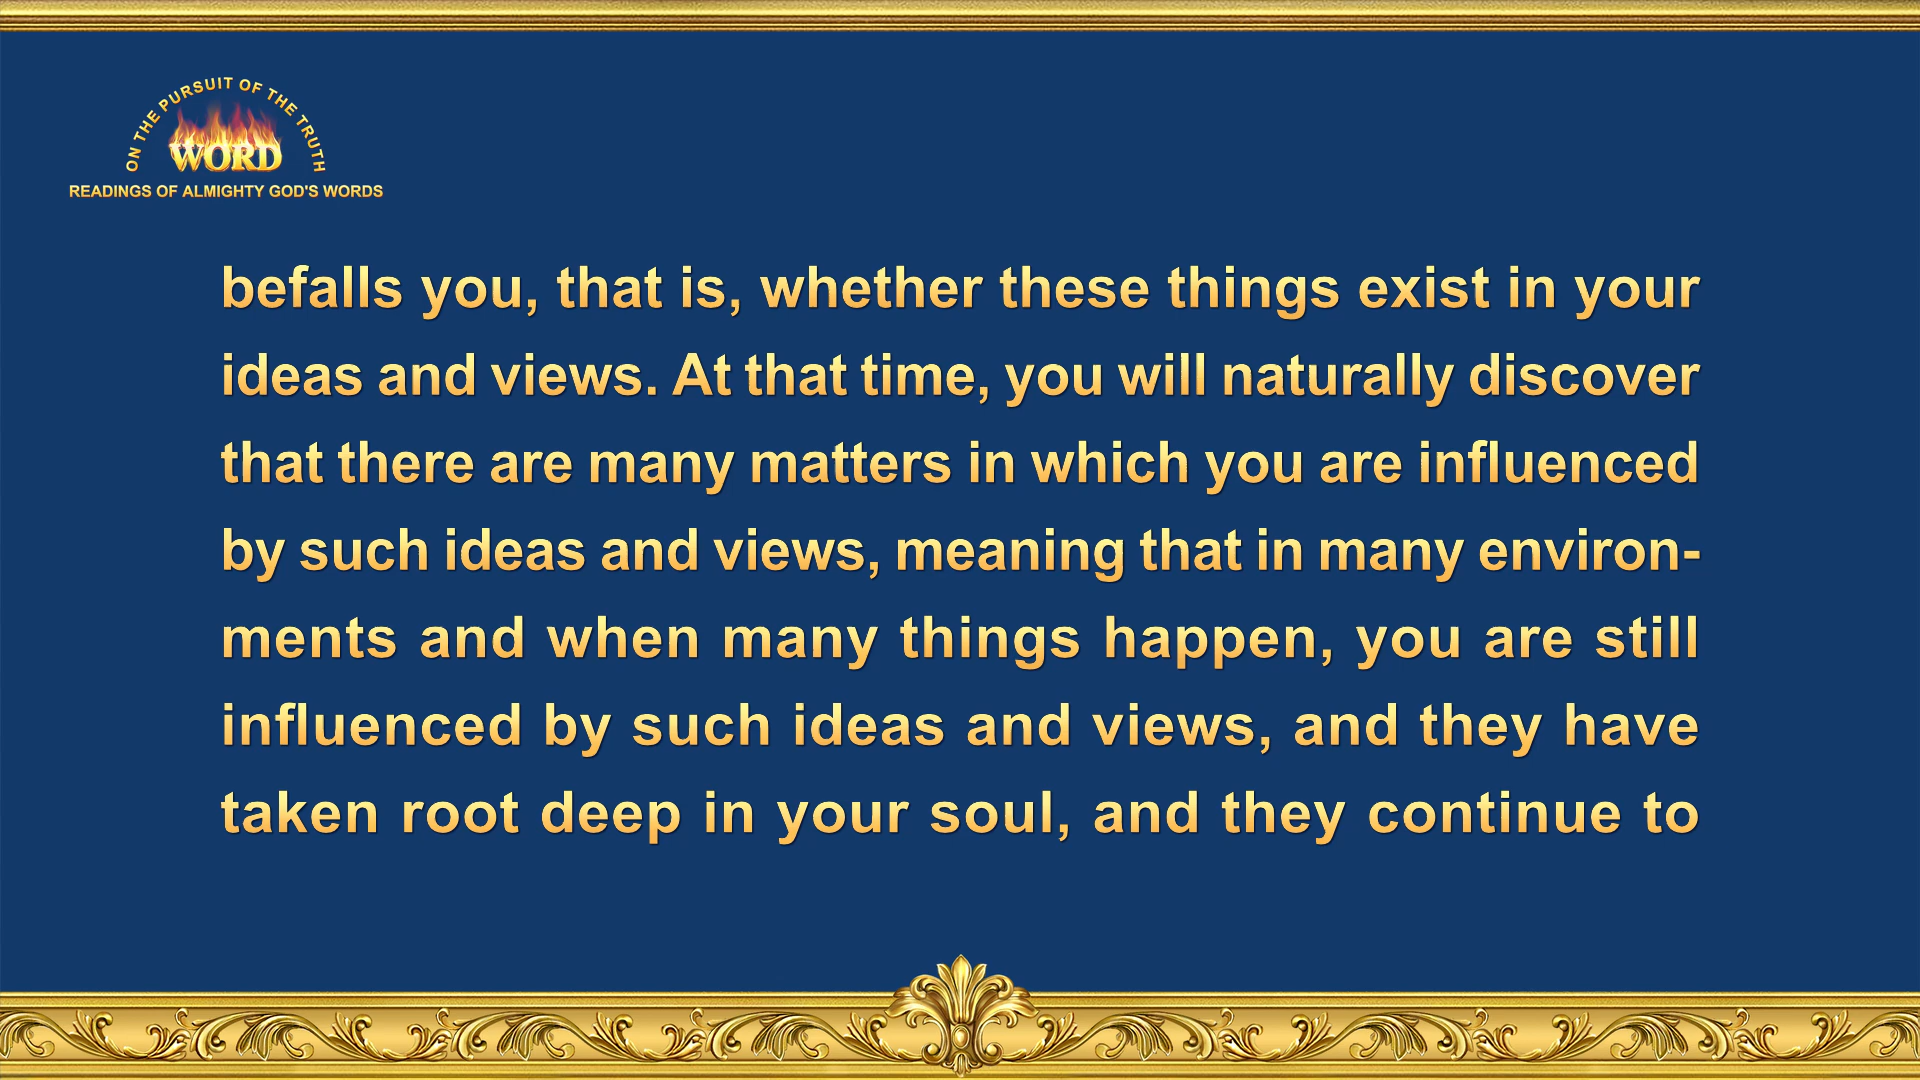 ON THE PURSUIT OF THE TRUTH
WORD
READINGS OF ALMIGHTY GOD'S WORDS
befalls you, that is, whether these things exist in your
ideas and views. At that time, you will naturally discover
that there are many matters in which you are influenced
by such ideas and views, meaning that in many environ-
ments and when many things happen, you are still
influenced by such ideas and views, and they have
taken root deep in your soul, and they continue to